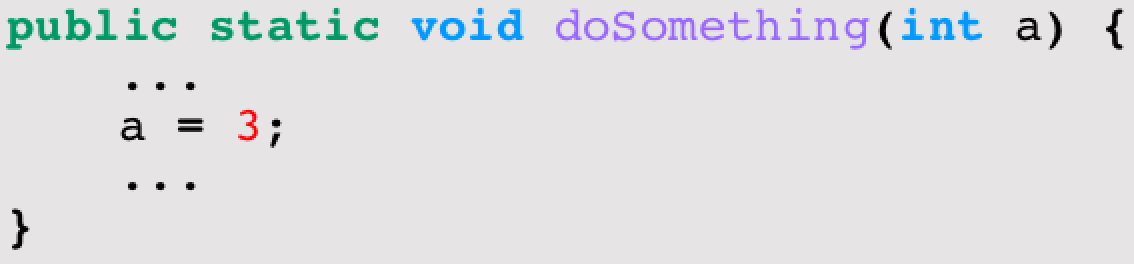 public static void doSomething(int a) {
...
a = 3;
...
}